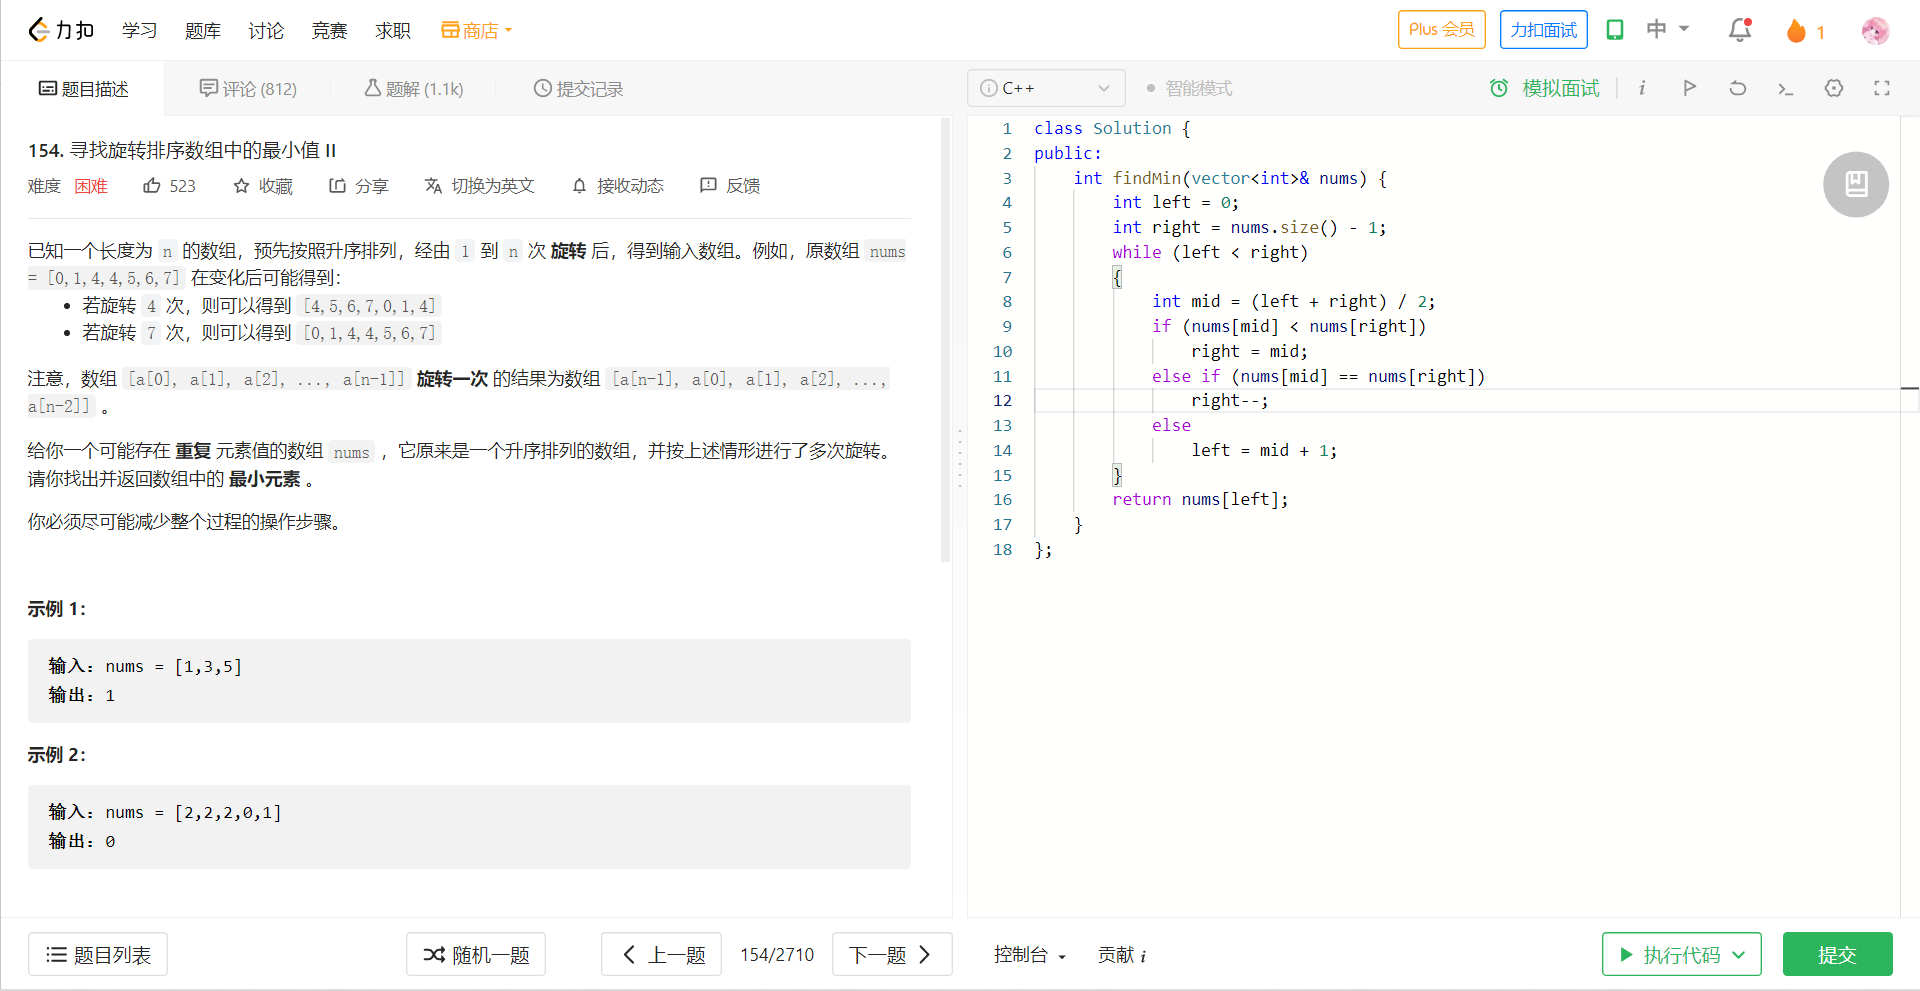 力扣 学习 题库 讨论 竞赛 求职 商店 Plus 会员 力扣面试 中 1
题目描述 评论 (812) 题解 (1.1k) 提交记录
154. 寻找旋转排序数组中的最小值 II
难度 困难 523 收藏 分享 切换为英文 接收动态 反馈
已知一个长度为 n 的数组，预先按照升序排列，经由 1 到 n 次 旋转 后，得到输入数组。例如，原数组 nums
= [0,1,4,4,5,6,7] 在变化后可能得到：
• 若旋转 4 次，则可以得到 [4,5,6,7,0,1,4]
• 若旋转 7 次，则可以得到 [0,1,4,4,5,6,7]
注意，数组 [a[0], a[1], a[2], ..., a[n-1]] 旋转一次 的结果为数组 [a[n-1], a[0], a[1], a[2], ...,
a[n-2]] 。
给你一个可能存在 重复 元素值的数组 nums ，它原来是一个升序排列的数组，并按上述情形进行了多次旋转。
请你找出并返回数组中的 最小元素 。
你必须尽可能减少整个过程的操作步骤。
示例 1：
输入：nums = [1,3,5]
输出：1
示例 2：
输入：nums = [2,2,2,0,1]
输出：0
题目列表 随机一题 上一题 154/2710 下一题
C++ 智能模式 模拟面试 i
1 class Solution {
2 public:
3 int findMin(vector<int>& nums) {
4 int left = 0;
5 int right = nums.size() - 1;
6 while (left < right)
7 {
8 int mid = (left + right) / 2;
9 if (nums[mid] < nums[right])
10 right = mid;
11 else if (nums[mid] == nums[right])
12 right--;
13 else
14 left = mid + 1;
15 }
16 return nums[left];
17 }
18 };
控制台 贡献 i 执行代码 提交